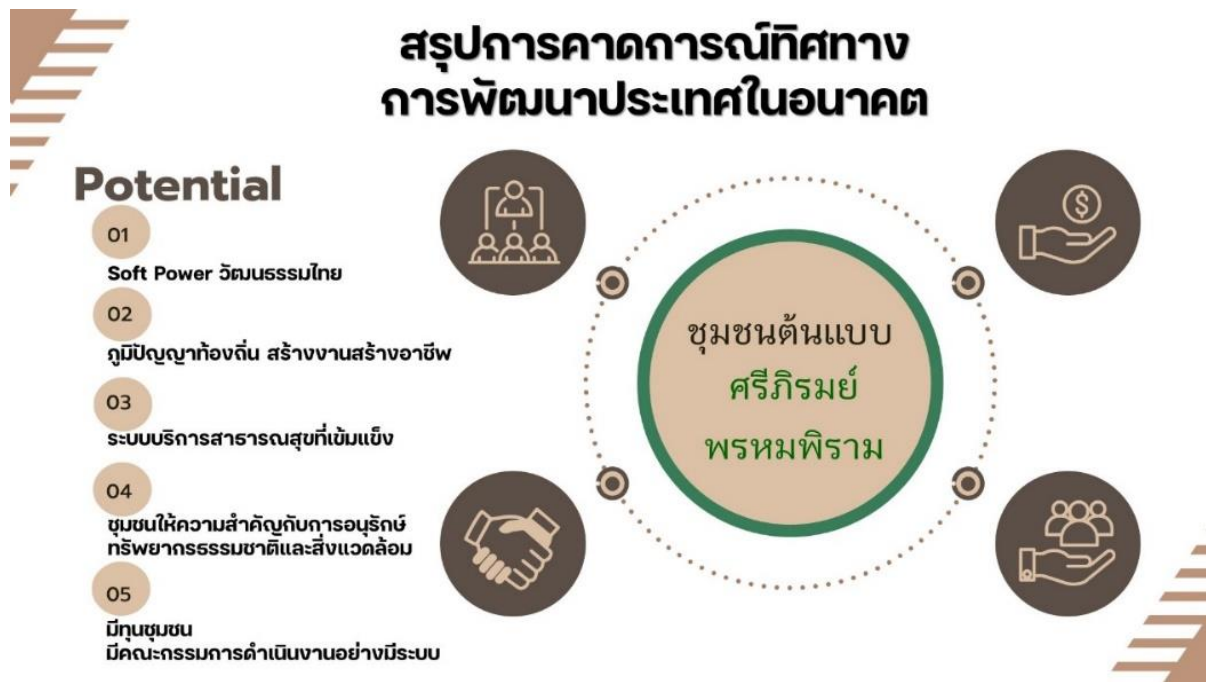 สรุปการคาดการณ์ทิศทาง
การพัฒนาประเทศในอนาคต
Potential
01
Soft Power วัฒนธรรมไทย
02
ภูมิปัญญาท้องถิ่น สร้างงานสร้างอาชีพ
03
ระบบบริการสาธารณสุขที่เข้มแข็ง
04
ชุมชนให้ความสำคัญกับการอนุรักษ์
ทรัพยากรธรรมชาติและสิ่งแวดล้อม
05
มีทุนชุมชน
มีคณะกรรมการดำเนินงานอย่างมีระบบ
ชุมชนต้นแบบ
ศรีภิรมย์
พรหมพิราม
$